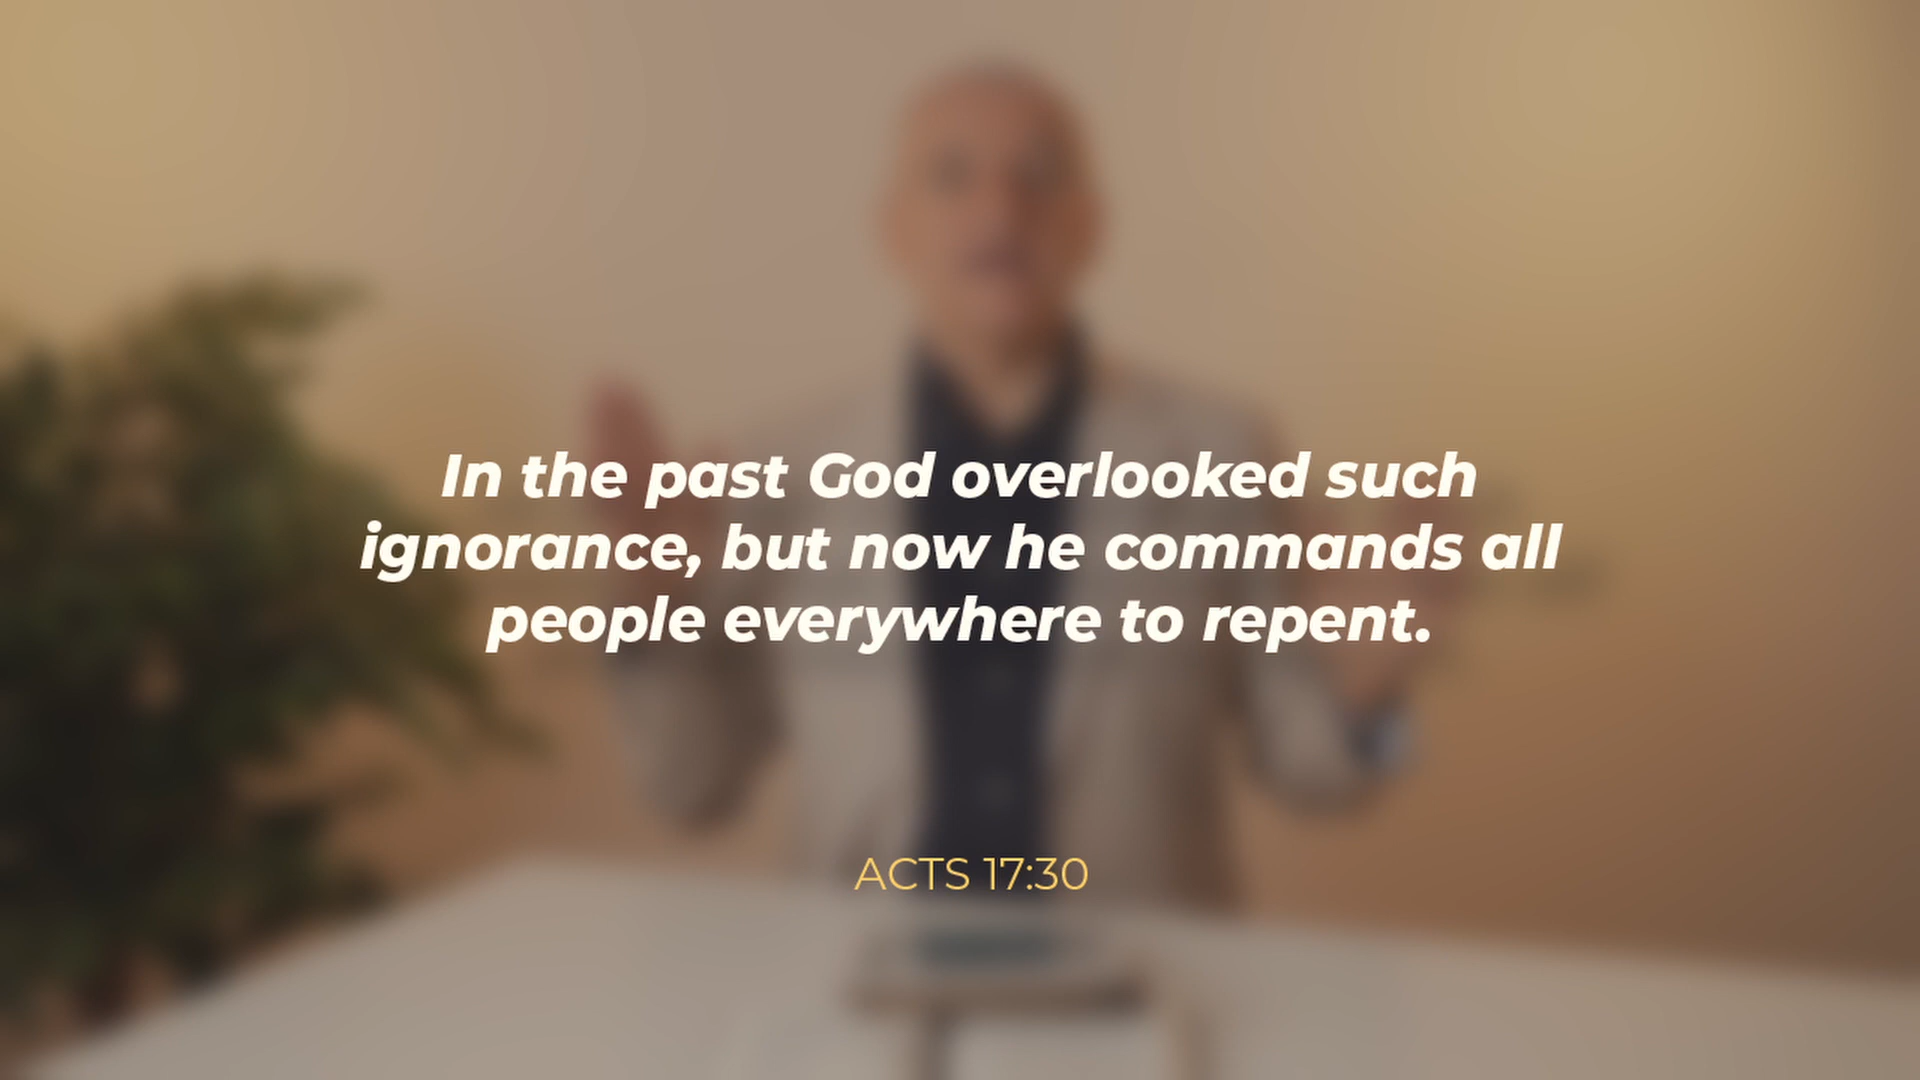 In the past God overlooked such
ignorance, but now he commands all
people everywhere to repent.
ACTS 17:30